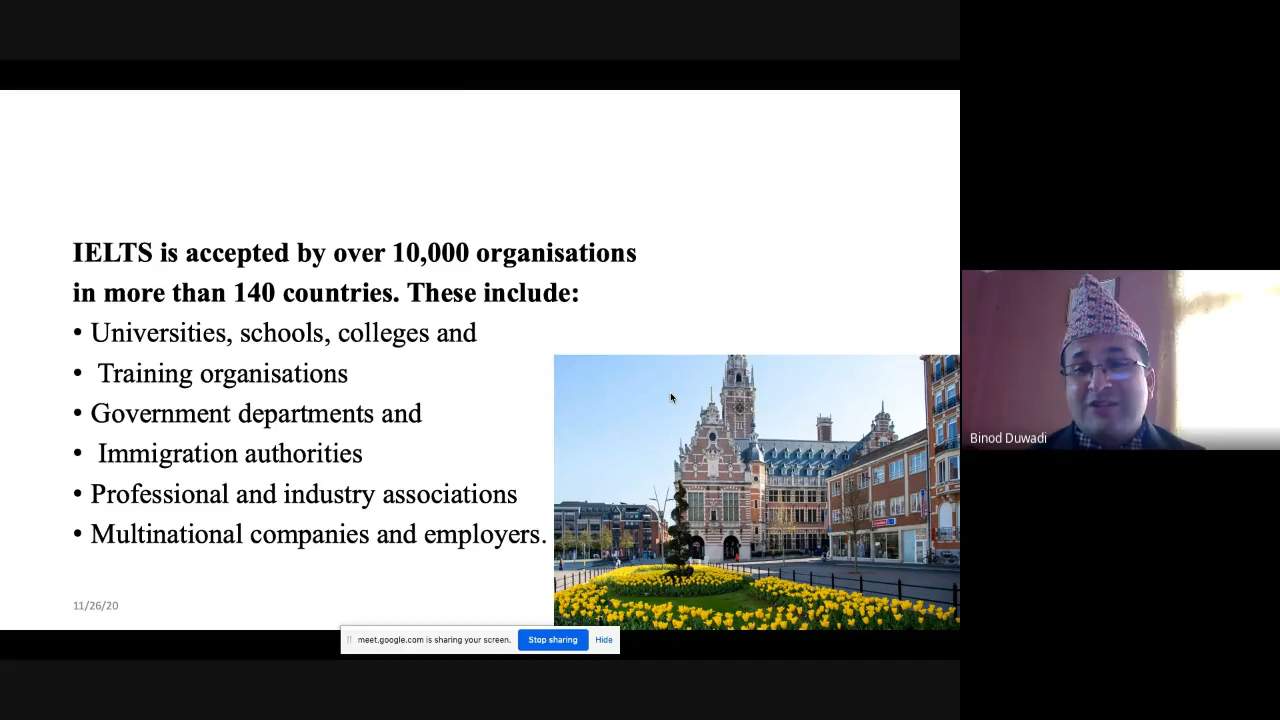 IELTS is accepted by over 10,000 organisations
in more than 140 countries. These include:
• Universities, schools, colleges and
• Training organisations
• Government departments and
• Immigration authorities
• Professional and industry associations
• Multinational companies and employers.
11/26/20
meet.google.com is sharing your screen. Stop sharing Hide
Binod Duwadi